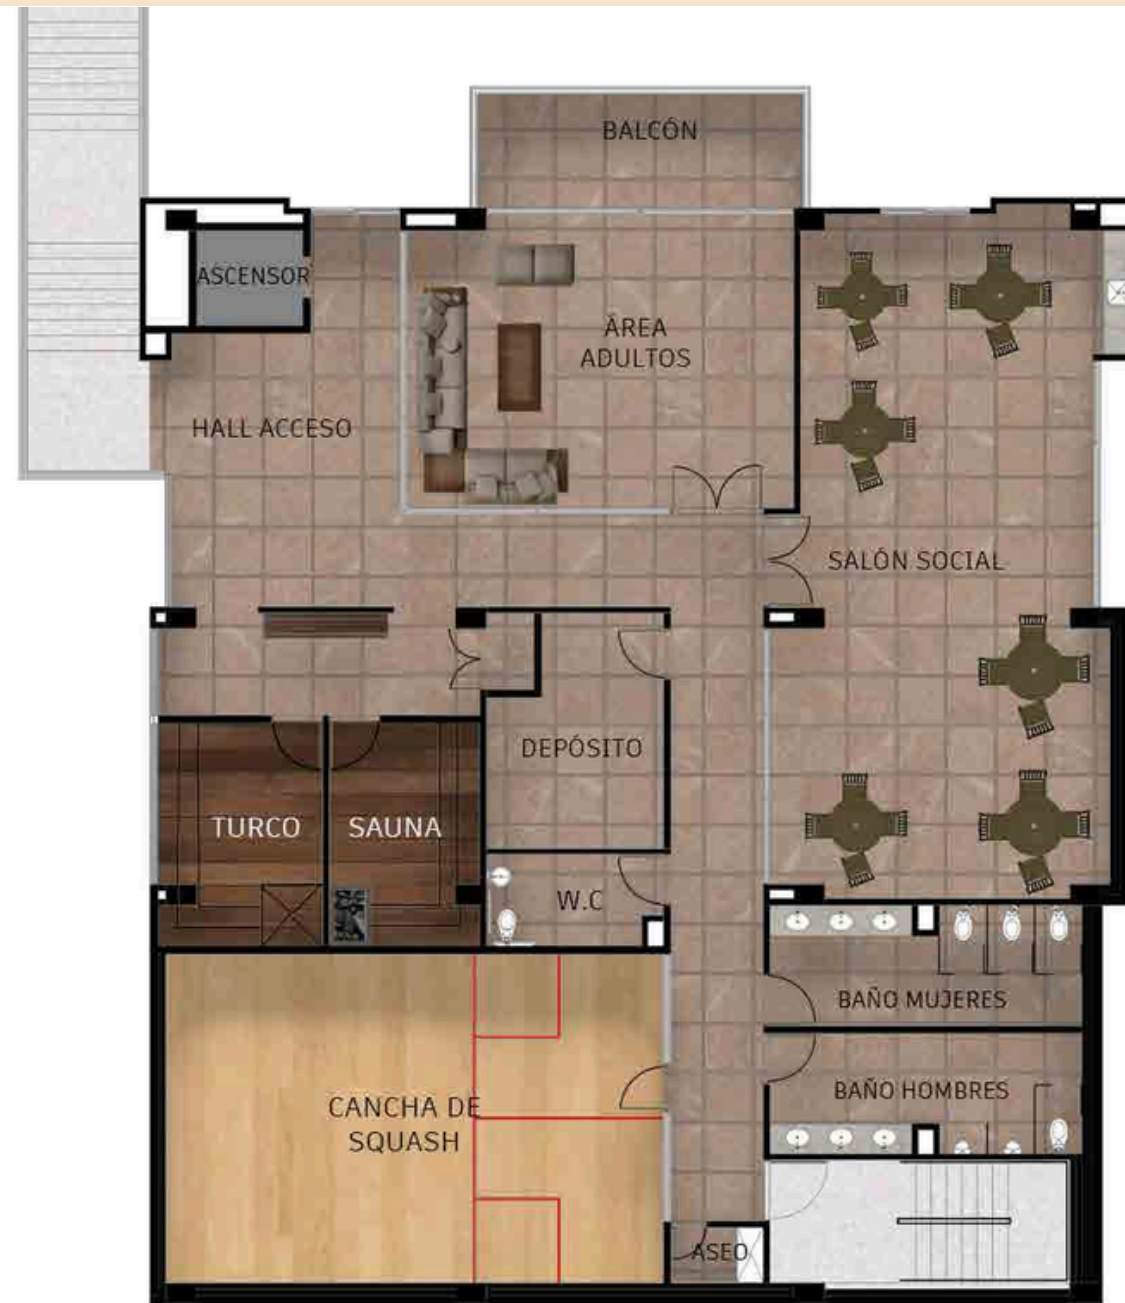 BALCÓN
ASCENSOR
ÁREA
ADULTOS
HALL ACCESO
SALÓN SOCIAL
DEPÓSITO
TURCO
SAUNA
W.C
BAÑO MUJERES
BAÑO HOMBRES
CANCHA DE
SQUASH
ASEO